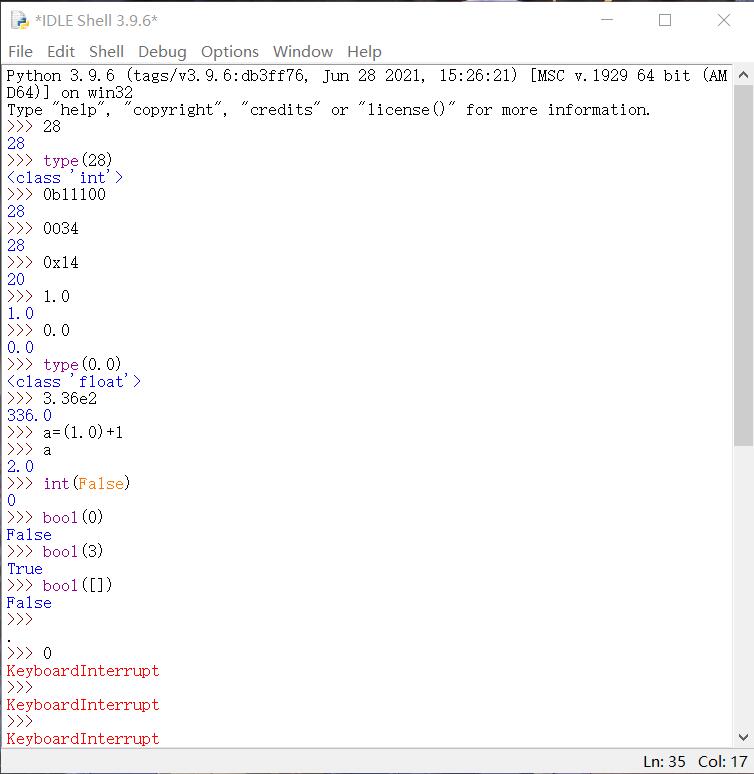 *IDLE Shell 3.9.6*
File Edit Shell Debug Options Window Help
Python 3.9.6 (tags/v3.9.6:db3ff76, Jun 28 2021, 15:26:21) [MSC v.1929 64 bit (AM
D64)] on win32
Type "help", "copyright", "credits" or "license()" for more information.
>>> 28
28
>>> type(28)
<class 'int'>
>>> 0b11100
28
>>> 0o34
28
>>> 0x14
20
>>> 1.0
1.0
>>> 0.0
0.0
>>> type(0.0)
<class 'float'>
>>> 3.36e2
336.0
>>> a=(1.0)+1
>>> a
2.0
>>> int(False)
0
>>> bool(0)
False
>>> bool(3)
True
>>> bool([])
False
>>>
.
>>> 0
KeyboardInterrupt
>>>
KeyboardInterrupt
>>>
KeyboardInterrupt
Ln: 35 Col: 17